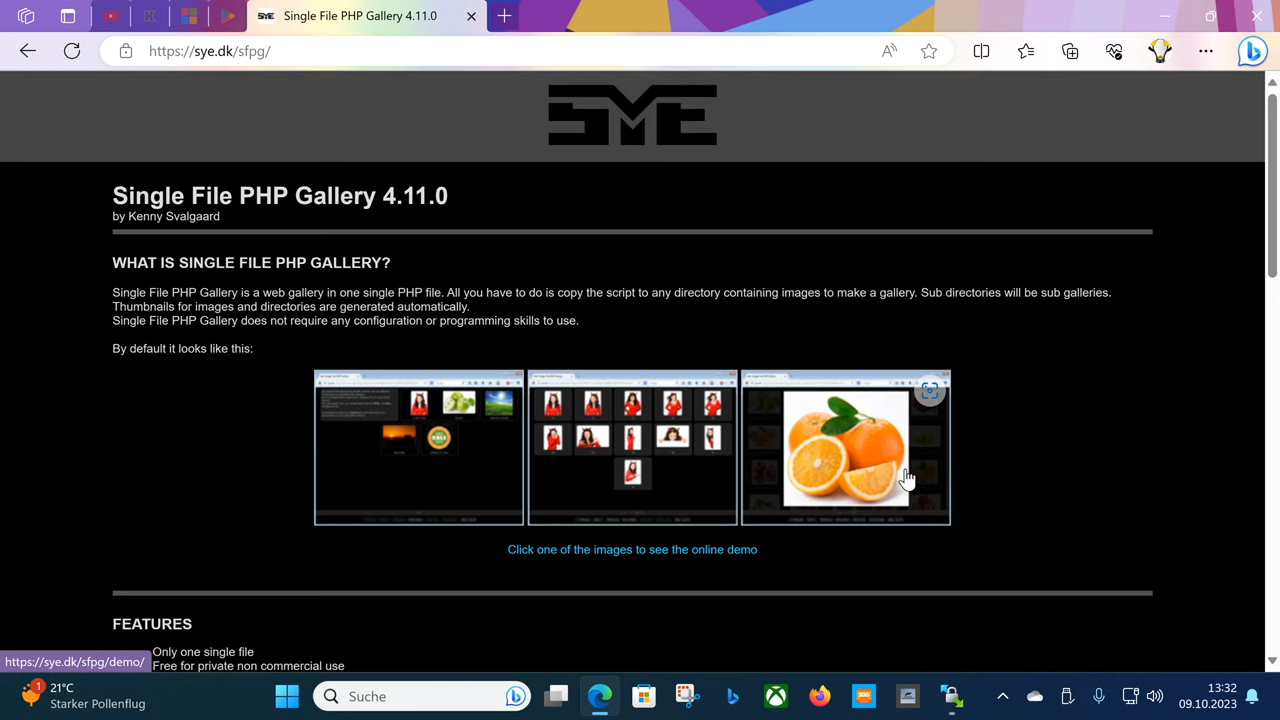 Single File PHP Gallery 4.11.0
https://sye.dk/sfpg/
SYE
Single File PHP Gallery 4.11.0
by Kenny Svalgaard
WHAT IS SINGLE FILE PHP GALLERY?
Single File PHP Gallery is a web gallery in one single PHP file. All you have to do is copy the script to any directory containing images to make a gallery. Sub directories will be sub galleries.
Thumbnails for images and directories are generated automatically.
Single File PHP Gallery does not require any configuration or programming skills to use.
By default it looks like this:
Click one of the images to see the online demo
FEATURES
Only one single file
https://sye.dk/sfpg/demo/
Free for private non commercial use
1
21°C
Starker Pollenflug
Suche
13:32
09.10.2023